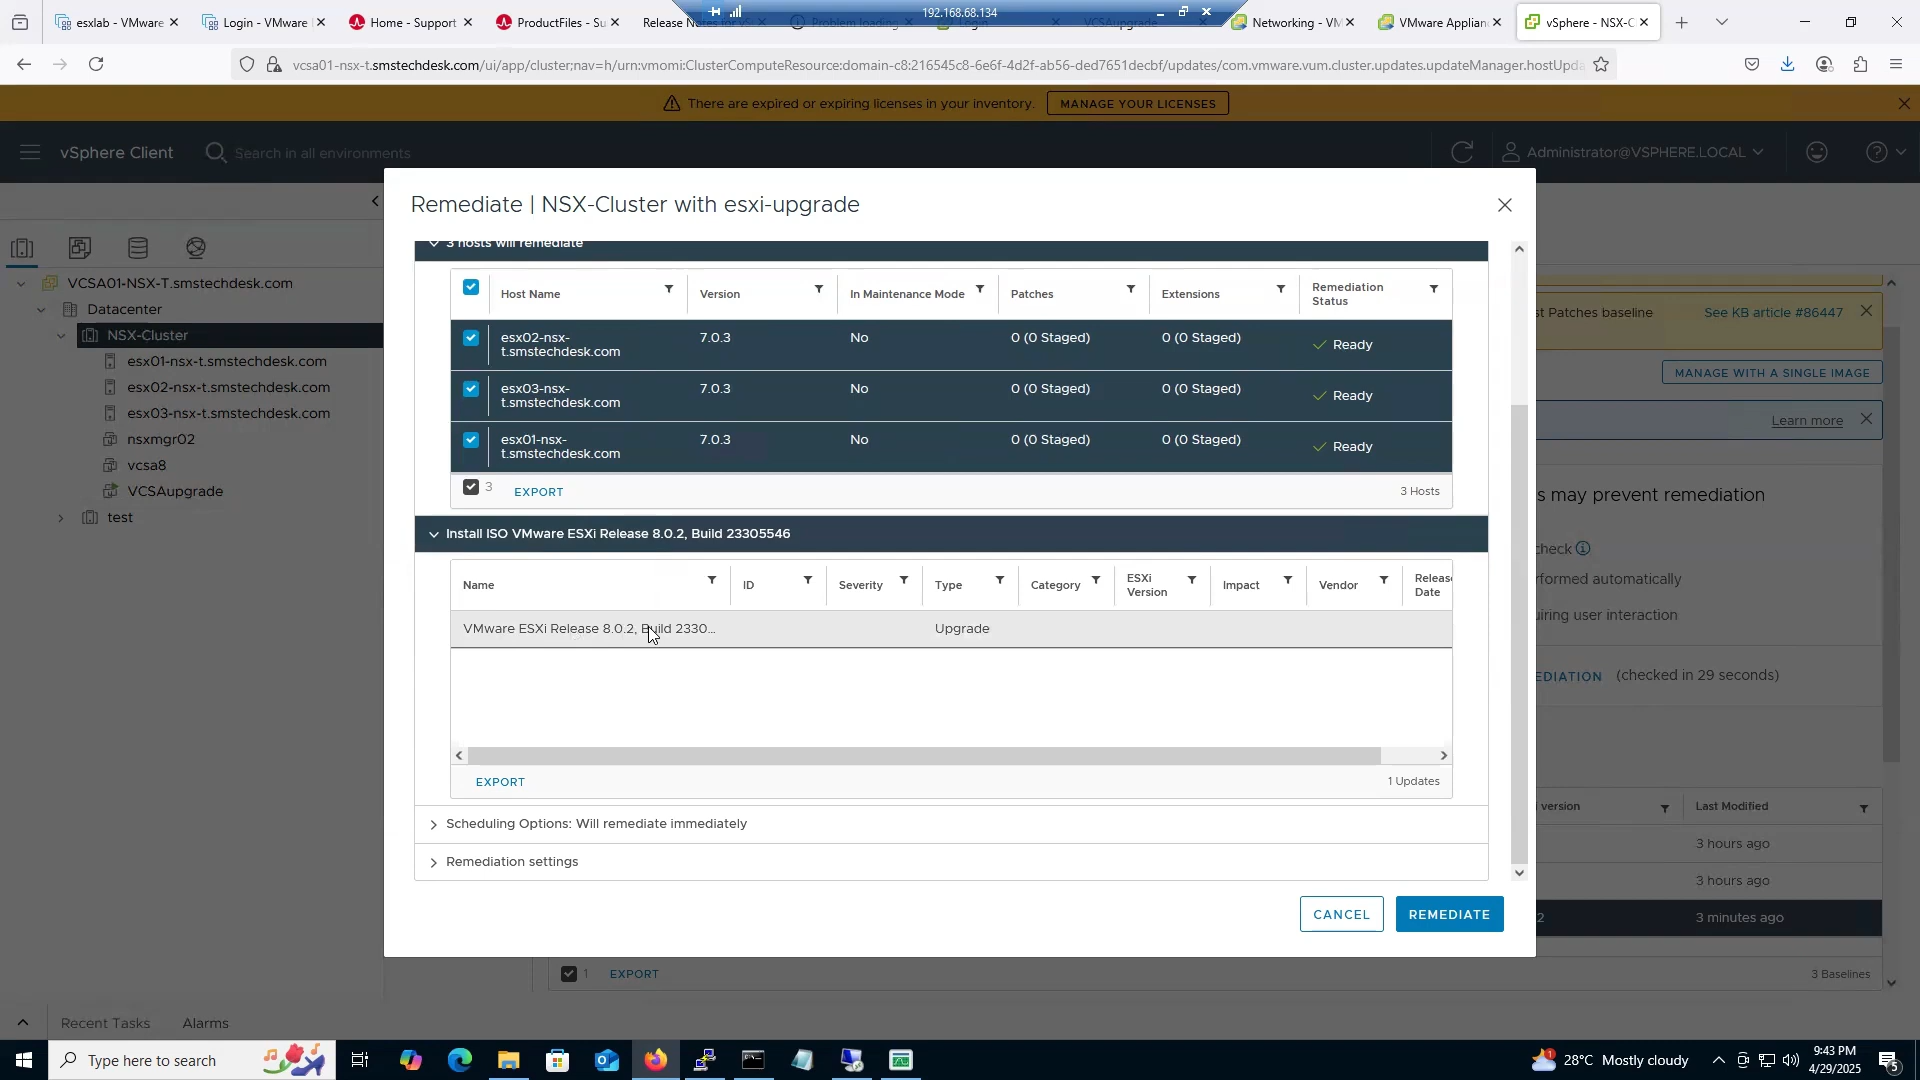 esxlab - VMware
Login - VMware
Home - Support
ProductFiles - Su
Release Notes for
Problem loading
Login
VCSAupgrade
Networking - VM
VMware Applian
vSphere - NSX-C
192.168.68.134
vcsa01-nsx-t.smstechdesk.com/ui/app/cluster;nav=h/urn:vmomi:ClusterComputeResource:domain-c8:216545c8-6e6f-4d2f-ab56-ded7651decbf/updates/com.vmware.vum.cluster.updates.updateManager.hostUpda
There are expired or expiring licenses in your inventory.
MANAGE YOUR LICENSES
vSphere Client
Search in all environments
Administrator@VSPHERE.LOCAL
VCSA01-NSX-T.smstechdesk.com
Datacenter
NSX-Cluster
esx01-nsx-t.smstechdesk.com
esx02-nsx-t.smstechdesk.com
esx03-nsx-t.smstechdesk.com
nsxmgr02
vcsa8
VCSAupgrade
test
Remediate | NSX-Cluster with esxi-upgrade
3 hosts will remediate
Host Name
Version
In Maintenance Mode
Patches
Extensions
Remediation
Status
esx02-nsx-
t.smstechdesk.com
7.0.3
No
0 (0 Staged)
0 (0 Staged)
Ready
esx03-nsx-
t.smstechdesk.com
7.0.3
No
0 (0 Staged)
0 (0 Staged)
Ready
esx01-nsx-
t.smstechdesk.com
7.0.3
No
0 (0 Staged)
0 (0 Staged)
Ready
3
EXPORT
3 Hosts
Install ISO VMware ESXi Release 8.0.2, Build 23305546
Name
ID
Severity
Type
Category
ESXi
Version
Impact
Vendor
Release
Date
VMware ESXi Release 8.0.2, Build 2330...
Upgrade
EXPORT
1 Updates
Scheduling Options: Will remediate immediately
Remediation settings
CANCEL
REMEDIATE
st Patches baseline
See KB article #86447
MANAGE WITH A SINGLE IMAGE
Learn more
s may prevent remediation
check
formed automatically
uiring user interaction
EDIATION
(checked in 29 seconds)
version
Last Modified
3 hours ago
3 hours ago
2
3 minutes ago
1
EXPORT
3 Baselines
Recent Tasks
Alarms
Type here to search
1
28°C Mostly cloudy
9:43 PM
4/29/2025
5